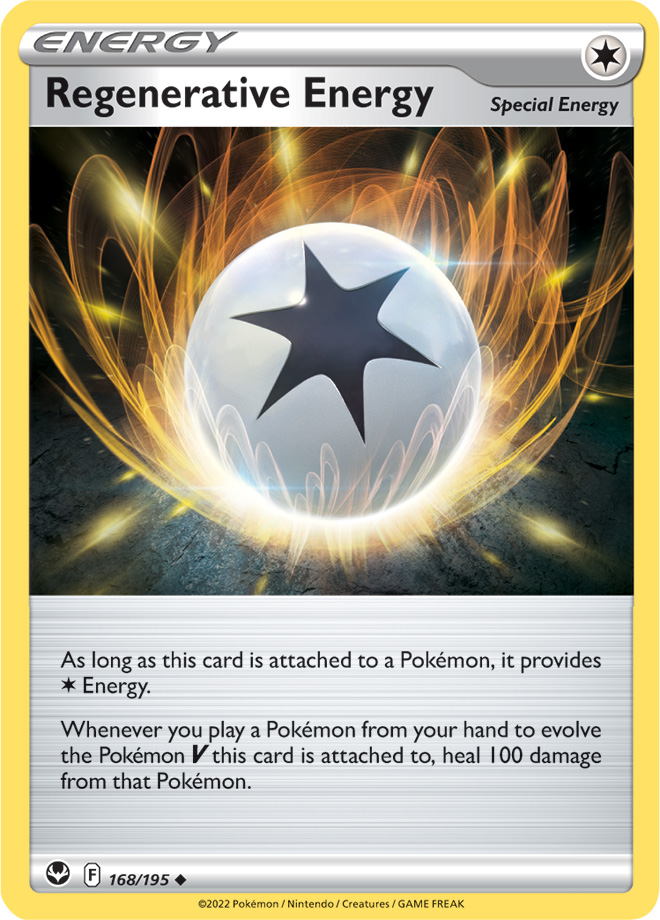 ENERGY
Regenerative Energy
Special Energy
As long as this card is attached to a Pokémon, it provides
✶ Energy.
Whenever you play a Pokémon from your hand to evolve
the Pokémon V this card is attached to, heal 100 damage
from that Pokémon.
F 168/195 ◆
©2022 Pokémon / Nintendo / Creatures / GAME FREAK